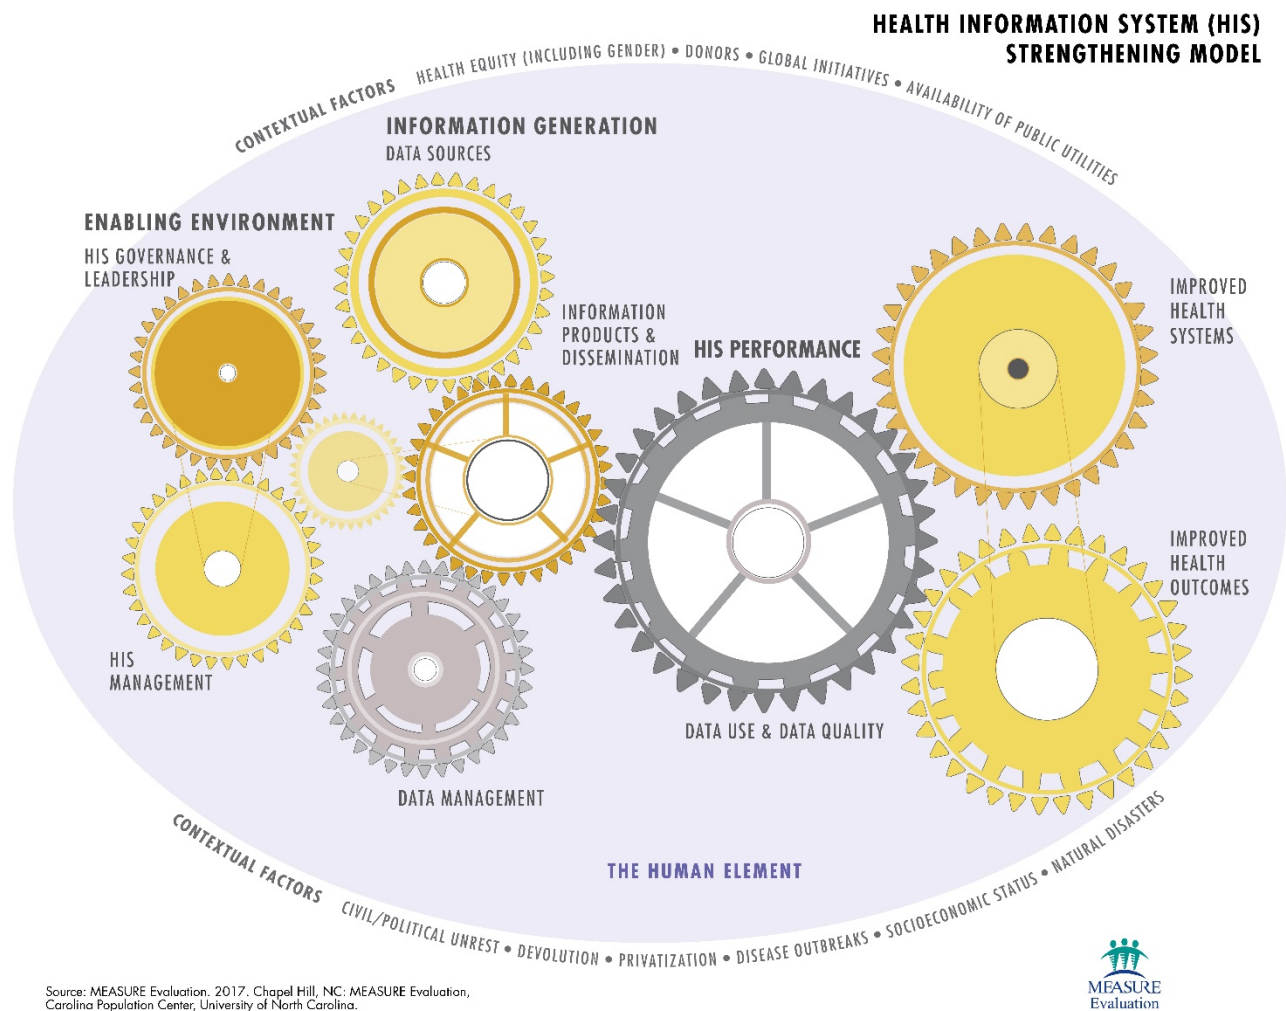 HEALTH INFORMATION SYSTEM (HIS)
STRENGTHENING MODEL
CONTEXTUAL FACTORS HEALTH EQUITY (INCLUDING GENDER) • DONORS • GLOBAL INITIATIVES • AVAILABILITY OF PUBLIC UTILITIES
INFORMATION GENERATION
DATA SOURCES
ENABLING ENVIRONMENT
HIS GOVERNANCE &
LEADERSHIP
INFORMATION
PRODUCTS &
DISSEMINATION
HIS PERFORMANCE
IMPROVED
HEALTH
SYSTEMS
IMPROVED
HEALTH
OUTCOMES
HIS
MANAGEMENT
DATA USE & DATA QUALITY
DATA MANAGEMENT
THE HUMAN ELEMENT
CONTEXTUAL FACTORS CIVIL/POLITICAL UNREST • DEVOLUTION • PRIVATIZATION • DISEASE OUTBREAKS • SOCIOECONOMIC STATUS • NATURAL DISASTERS
Source: MEASURE Evaluation. 2017. Chapel Hill, NC: MEASURE Evaluation,
Carolina Population Center, University of North Carolina.
MEASURE
Evaluation